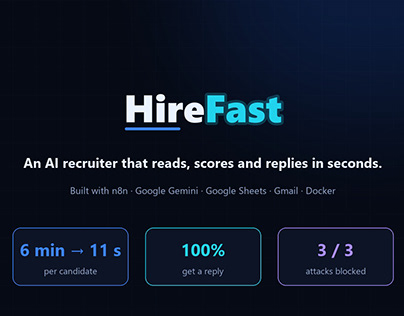 HireFast
An AI recruiter that reads, scores and replies in seconds.
Built with n8n · Google Gemini · Google Sheets · Gmail · Docker
6 min → 11 s
per candidate
100%
get a reply
3 / 3
attacks blocked